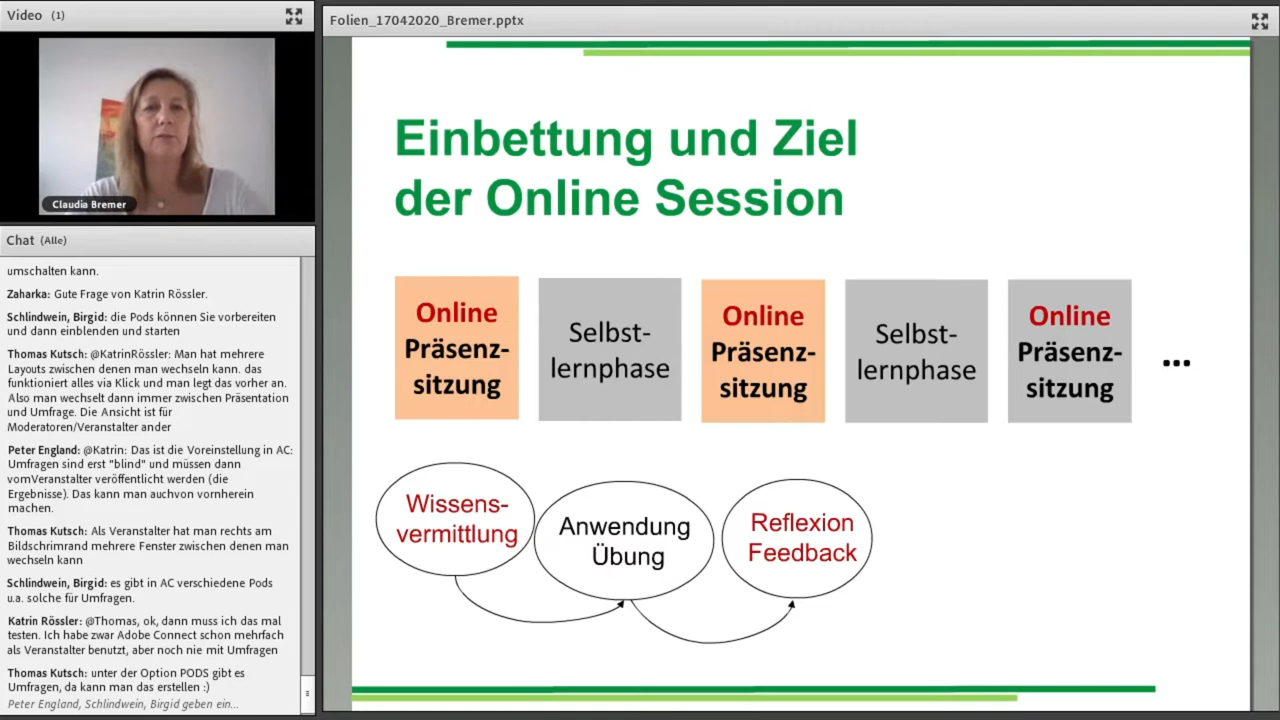 Video (1)
Claudia Bremer
Chat (Alle)
umschalten kann.
Zaharka: Gute Frage von Katrin Rössler.
Schlindwein, Birgid: die Pods können Sie vorbereiten
und dann einblenden und starten
Thomas Kutsch: @KatrinRössler: Man hat mehrere
Layouts zwischen denen man wechseln kann. das
funktioniert alles via Klick und man legt das vorher an.
Also man wechselt dann immer zwischen Präsentation
und Umfrage. Die Ansicht ist für
Moderatoren/Veranstalter ander
Peter England: @Katrin: Das ist die Voreinstellung in AC:
Umfragen sind erst "blind" und müssen dann
vomVeranstalter veröffentlicht werden (die
Ergebnisse). Das kann man auchvon vornherein
machen.
Thomas Kutsch: Als Veranstalter hat man rechts am
Bildschrimrand mehrere Fenster zwischen denen man
wechseln kann
Schlindwein, Birgid: es gibt in AC verschiedene Pods
u.a. solche für Umfragen.
Katrin Rössler: @Thomas, ok, dann muss ich das mal
testen. Ich habe zwar Adobe Connect schon mehrfach
als Veranstalter benutzt, aber noch nie mit Umfragen
Thomas Kutsch: unter der Option PODS gibt es
Umfragen, da kann man das erstellen :)
Peter England, Schlindwein, Birgid geben ein...
Folien_17042020_Bremer.pptx
Einbettung und Ziel
der Online Session
Online
Präsenz-
sitzung
Selbst-
lernphase
Online
Präsenz-
sitzung
Selbst-
lernphase
Online
Präsenz-
sitzung
...
Wissens-
vermittlung
Anwendung
Übung
Reflexion
Feedback